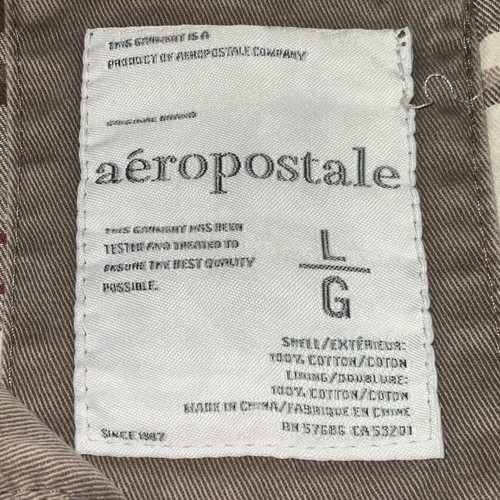 THIS GARMENT IS A
PRODUCT OF AEROPOSTALE COMPANY
ORIGINAL BRAND
aéropostale
THIS GARMENT HAS BEEN
TESTED AND TREATED TO
ENSURE THE BEST QUALITY
POSSIBLE.
L
G
SHELL/EXTÉRIEUR:
100% COTTON/COTON
LINING/DOUBLURE:
100% COTTON/COTON
MADE IN CHINA/FABRIQUE EN CHINE
RN 57686 CA 53201
SINCE 1987